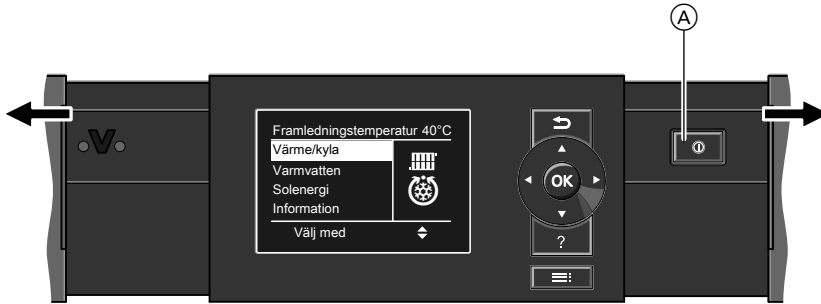 A
Framledningstemperatur 40°C
Värme/kyla
Varmvatten
Solenergi
Information
Välj med
OK
?